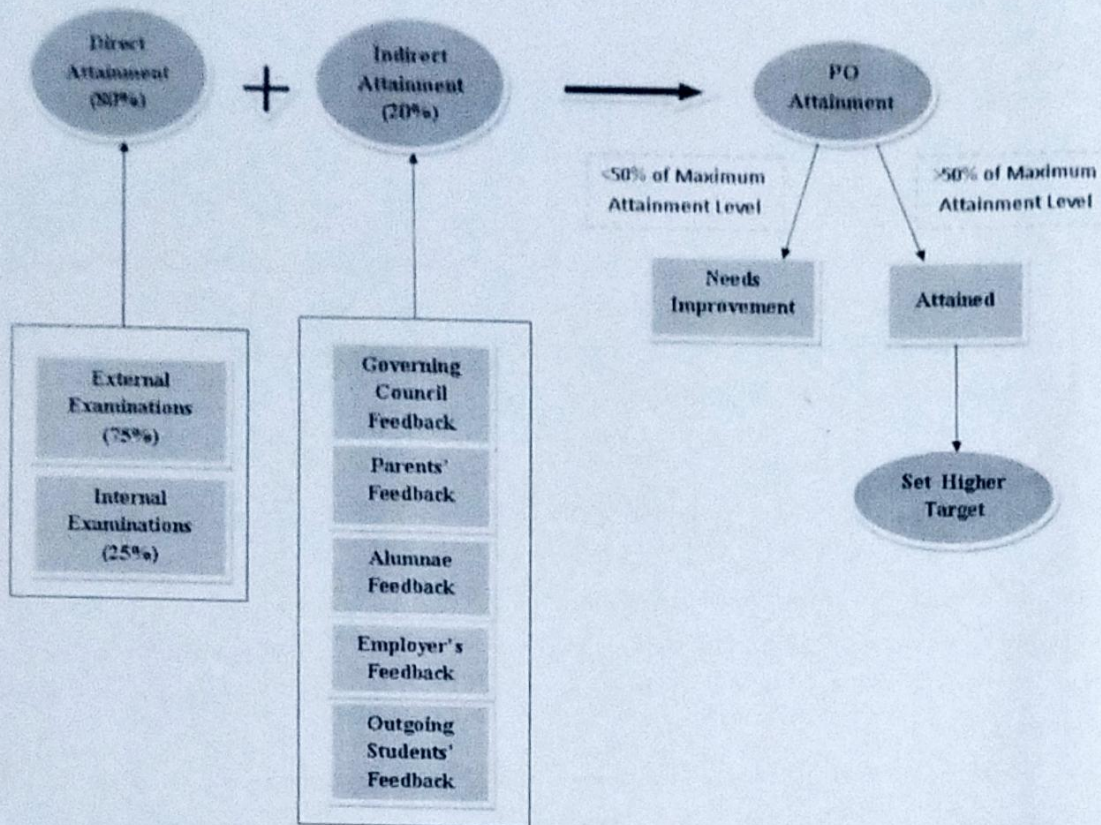 Direct
Attainment
(80%)
+
Indirect
Attainment
(20%)
PO
Attainment
<50% of Maximum
Attainment Level
>50% of Maximum
Attainment Level
Needs
Improvement
Attained
Set Higher
Target
External
Examinations
(75%)
Internal
Examinations
(25%)
Governing
Council
Feedback
Parents'
Feedback
Alumnae
Feedback
Employer's
Feedback
Outgoing
Students'
Feedback